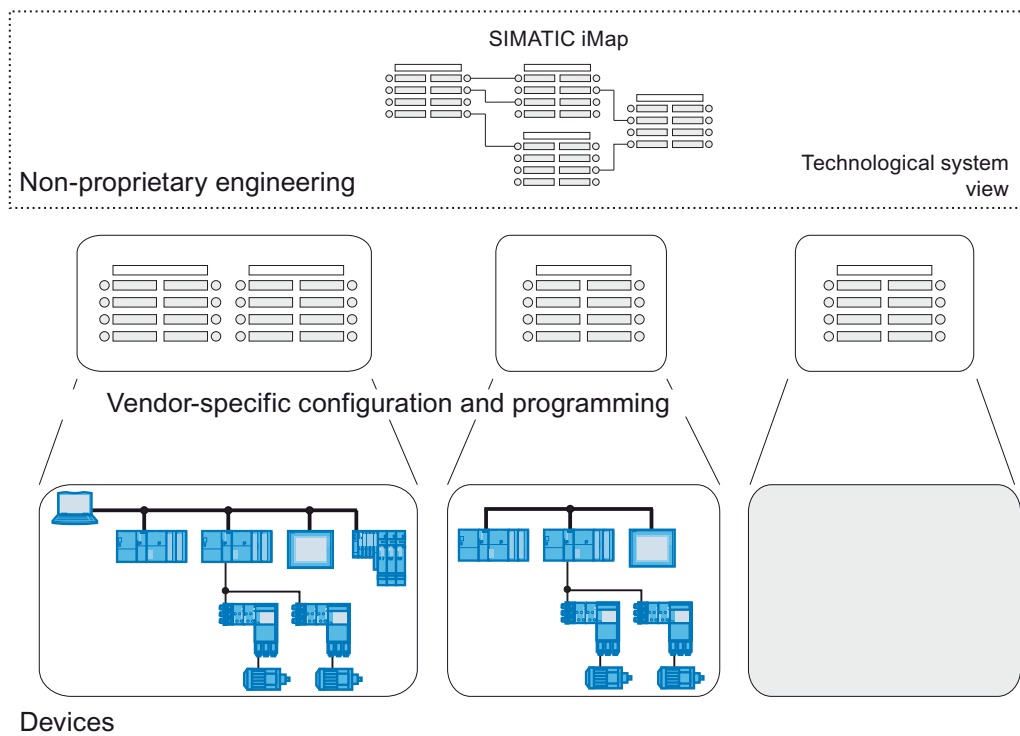 SIMATIC iMap
Non-proprietary engineering
Technological system
view
Vendor-specific configuration and programming
Devices